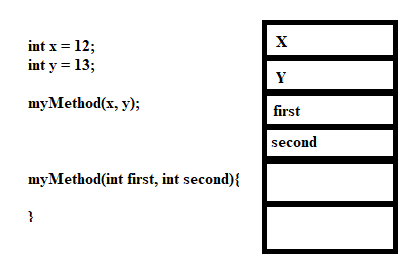 int x = 12;
int y = 13;
myMethod(x, y);
myMethod(int first, int second){
}
X
Y
first
second